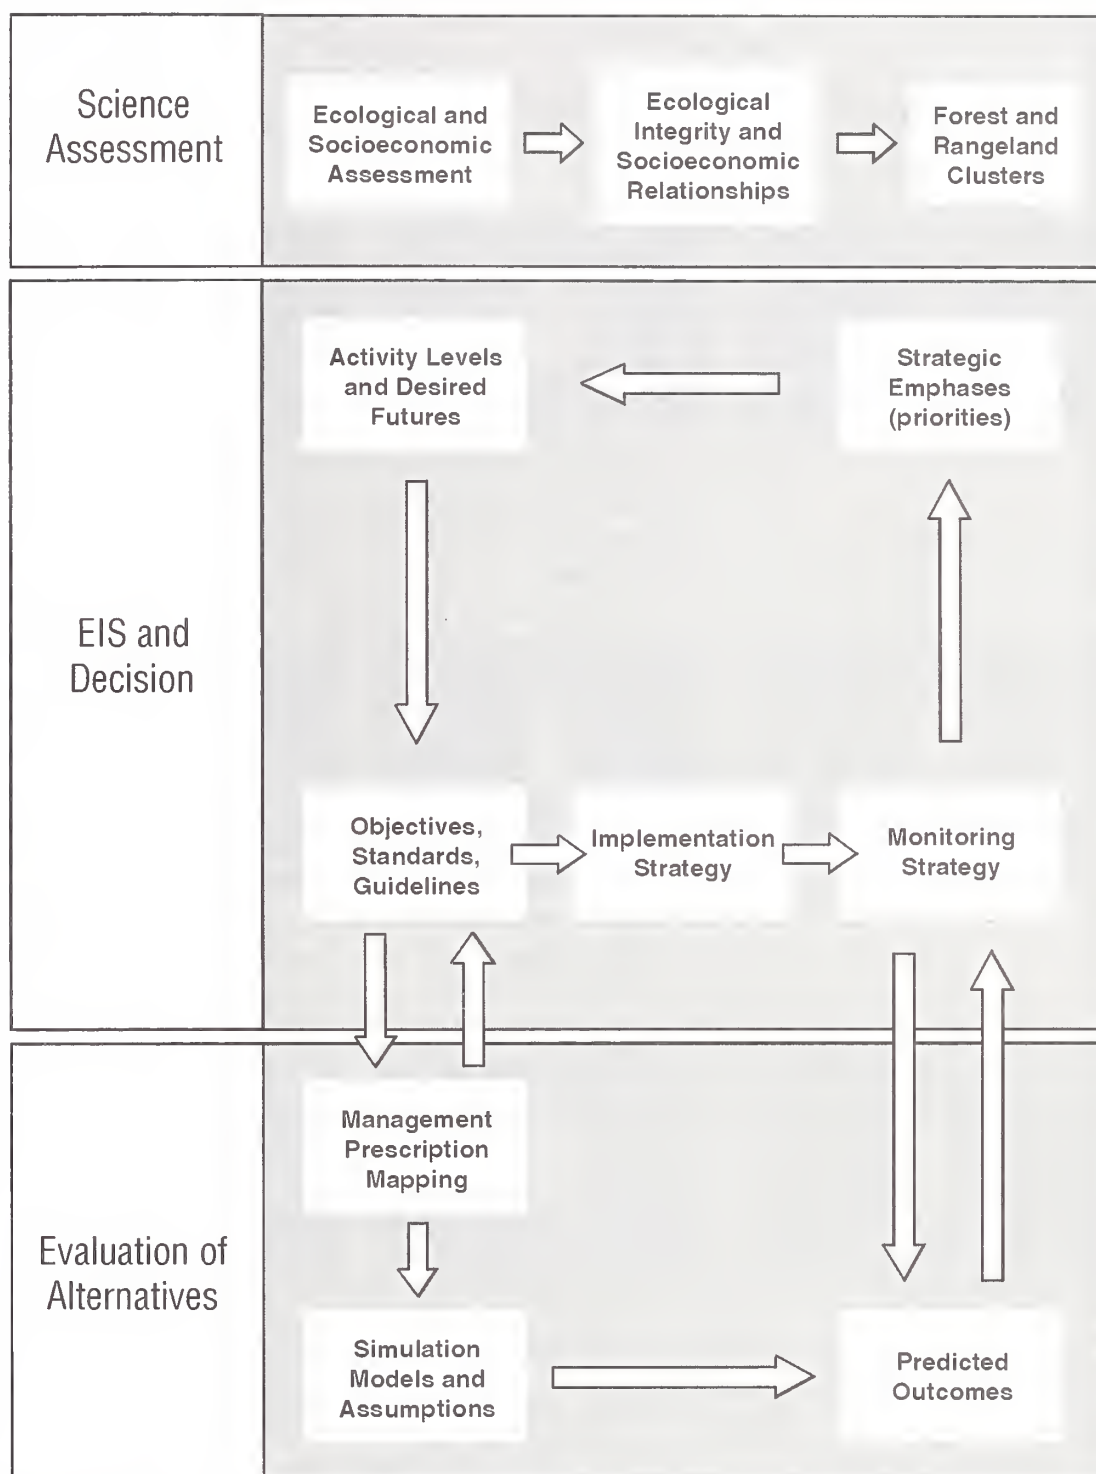 Science
Assessment
Ecological and
Socioeconomic
Assessment
Ecological
Integrity and
Socioeconomic
Relationships
Forest and
Rangeland
Clusters
EIS and
Decision
Activity Levels
and Desired
Futures
Strategic
Emphases
(priorities)
Objectives,
Standards,
Guidelines
Implementation
Strategy
Monitoring
Strategy
Evaluation of
Alternatives
Management
Prescription
Mapping
Simulation
Models and
Assumptions
Predicted
Outcomes